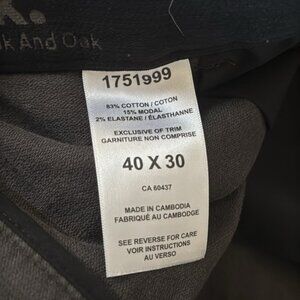 k.
k And Oak
1751999
83% COTTON / COTON
15% MODAL
2% ELASTANE / ÉLASTHANNE
EXCLUSIVE OF TRIM
GARNITURE NON COMPRISE
40 X 30
CA 60437
MADE IN CAMBODIA
FABRIQUÉ AU CAMBODGE
SEE REVERSE FOR CARE
VOIR INSTRUCTIONS
AU VERSO